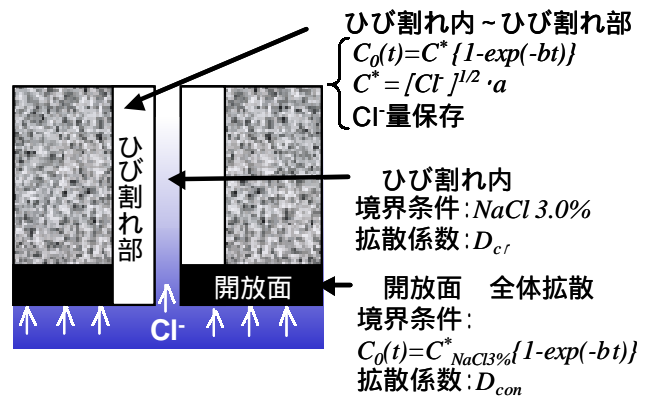 ひび割れ内~ひび割れ部
C0(t)=C*{1-exp(-bt)}
C*=[Cl-]1/2・a
Cl-量保存
ひび割れ部
ひび割れ内
境界条件:NaCl 3.0%
拡散係数:Dcr
開放面
開放面 全体拡散
Cl-
境界条件:
C0(t)=C*NaCl3%{1-exp(-bt)}
拡散係数:Dcon